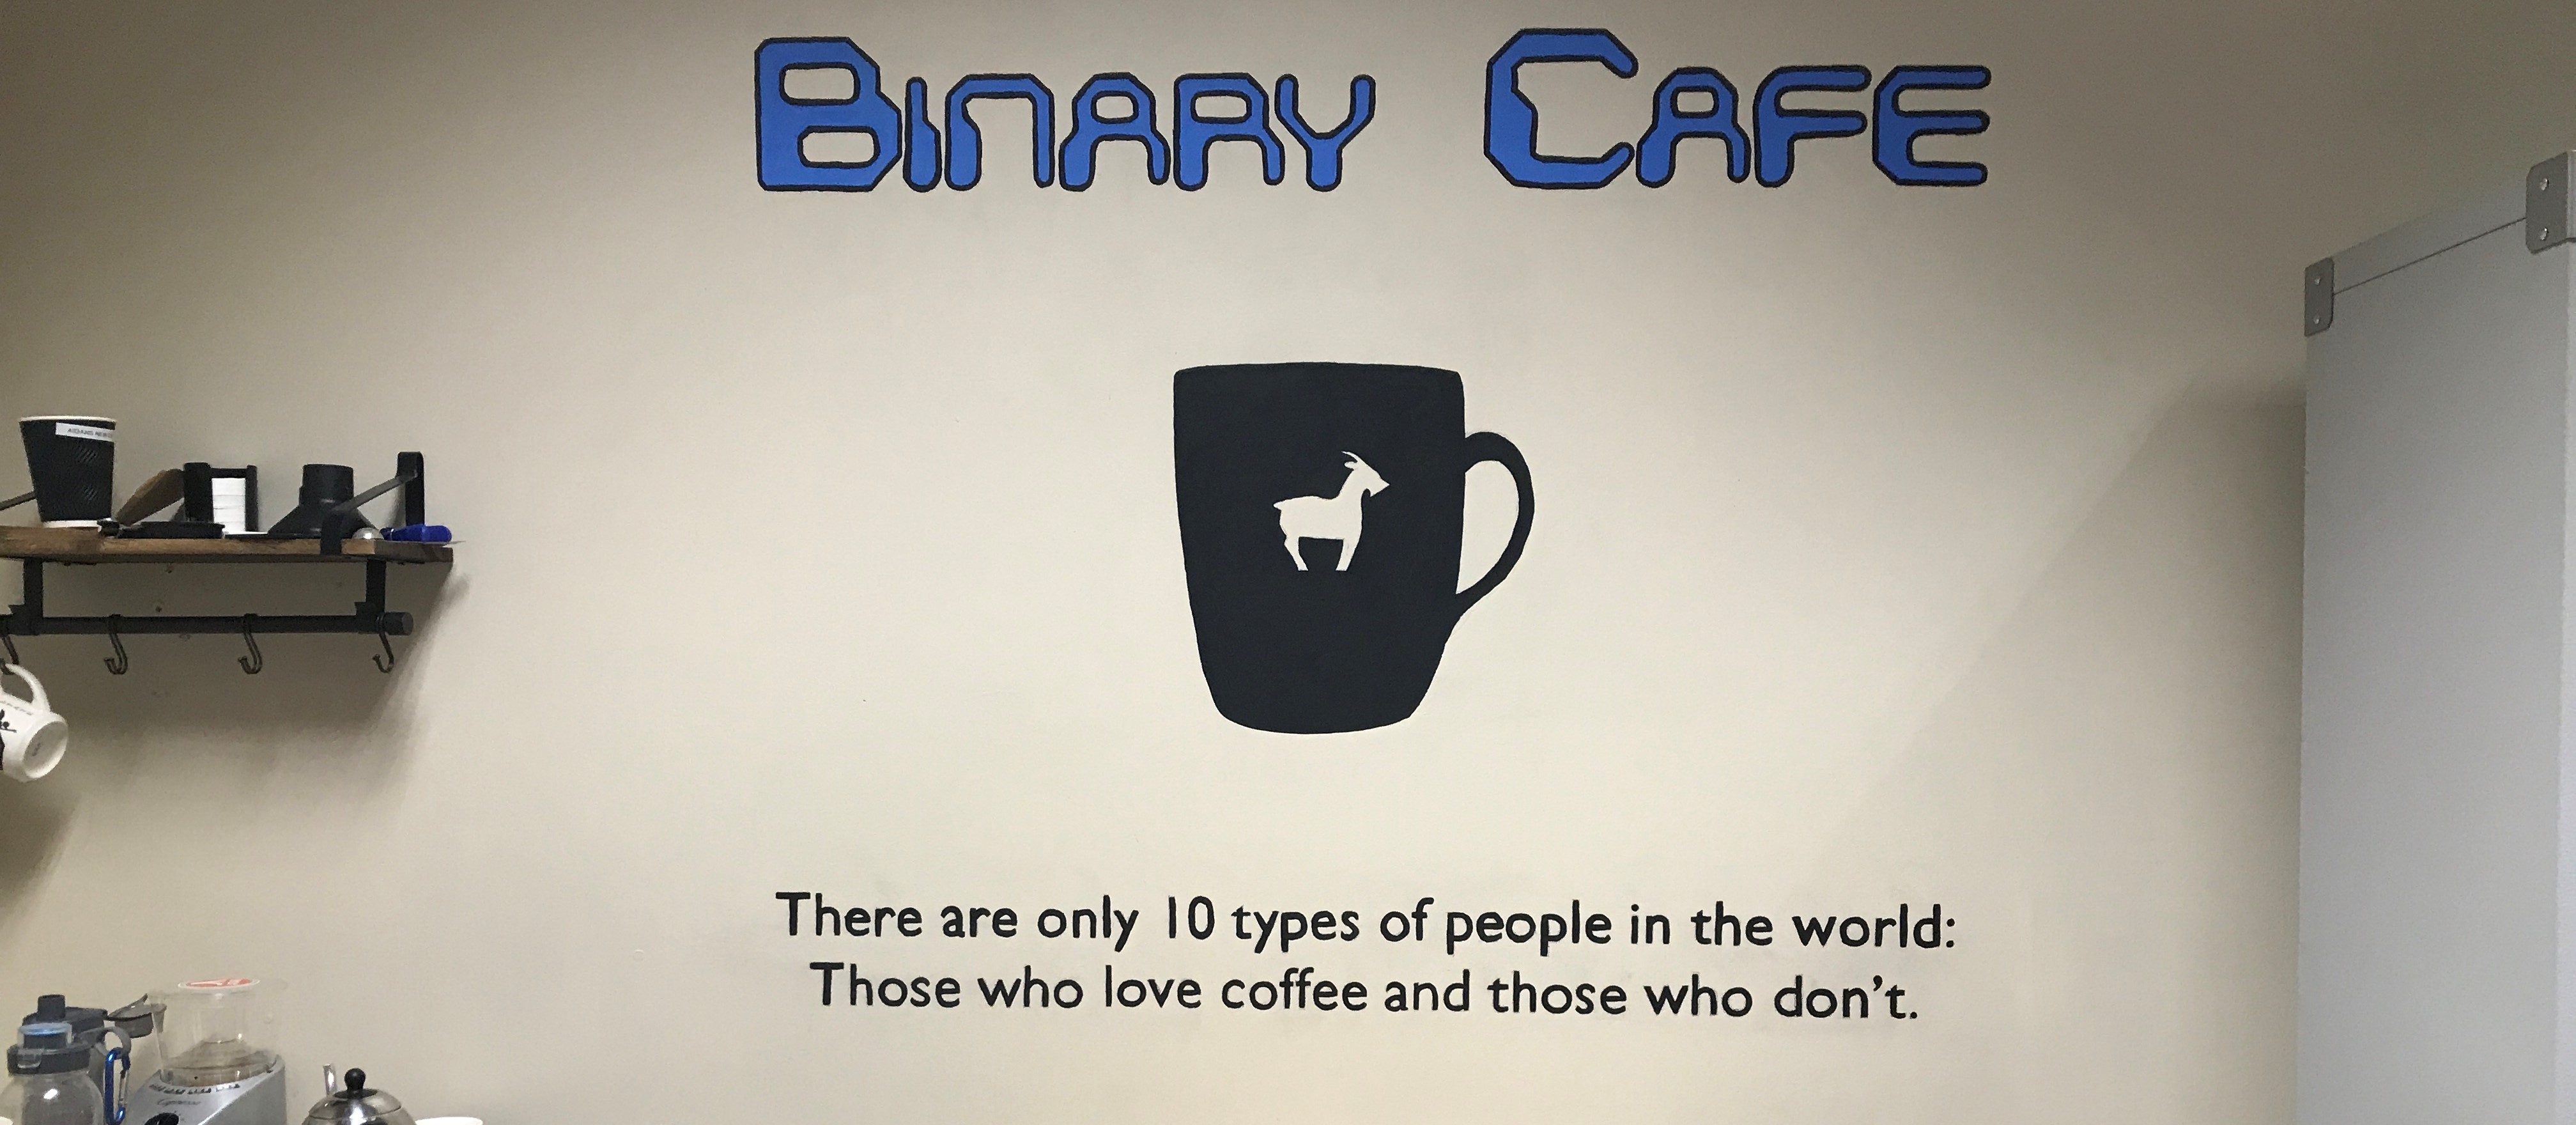 BINARY CAFE
There are only 10 types of people in the world:
Those who love coffee and those who don't.